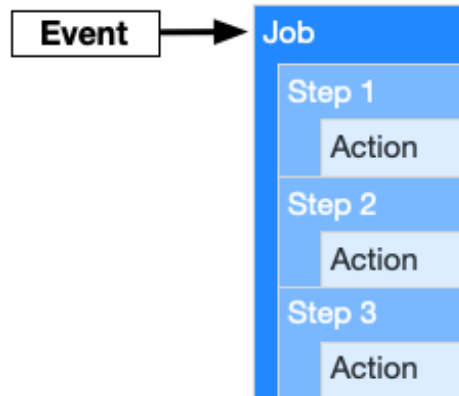 Event
Job
Step 1
Action
Step 2
Action
Step 3
Action